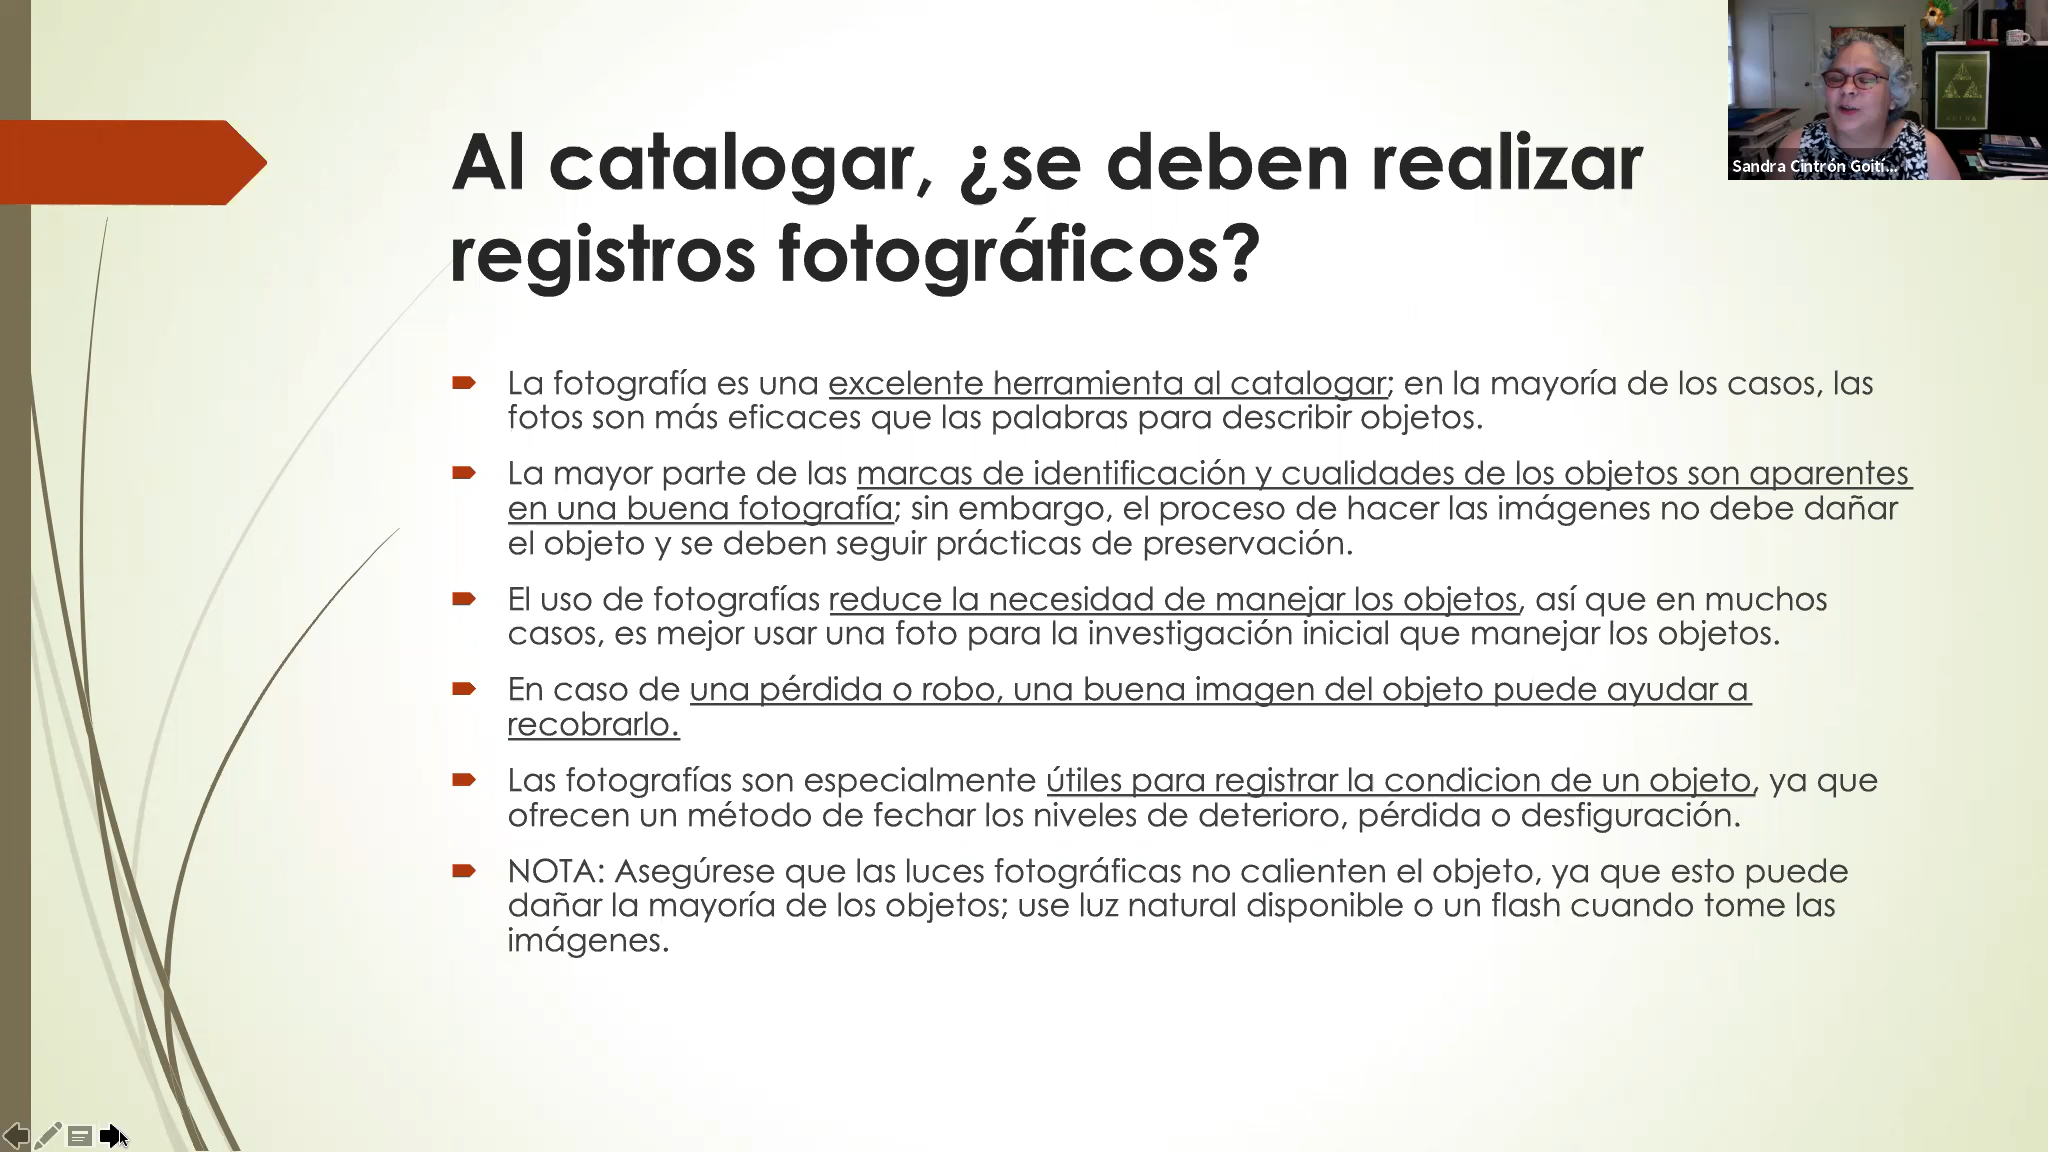 Al catalogar, ¿se deben realizar
registros fotográficos?
Sandra Cintrón Goití...
La fotografía es una excelente herramienta al catalogar; en la mayoría de los casos, las
fotos son más eficaces que las palabras para describir objetos.
La mayor parte de las marcas de identificación y cualidades de los objetos son aparentes
en una buena fotografía; sin embargo, el proceso de hacer las imágenes no debe dañar
el objeto y se deben seguir prácticas de preservación.
El uso de fotografías reduce la necesidad de manejar los objetos, así que en muchos
casos, es mejor usar una foto para la investigación inicial que manejar los objetos.
En caso de una pérdida o robo, una buena imagen del objeto puede ayudar a
recobrarlo.
Las fotografías son especialmente útiles para registrar la condicion de un objeto, ya que
ofrecen un método de fechar los niveles de deterioro, pérdida o desfiguración.
NOTA: Asegúrese que las luces fotográficas no calienten el objeto, ya que esto puede
dañar la mayoría de los objetos; use luz natural disponible o un flash cuando tome las
imágenes.